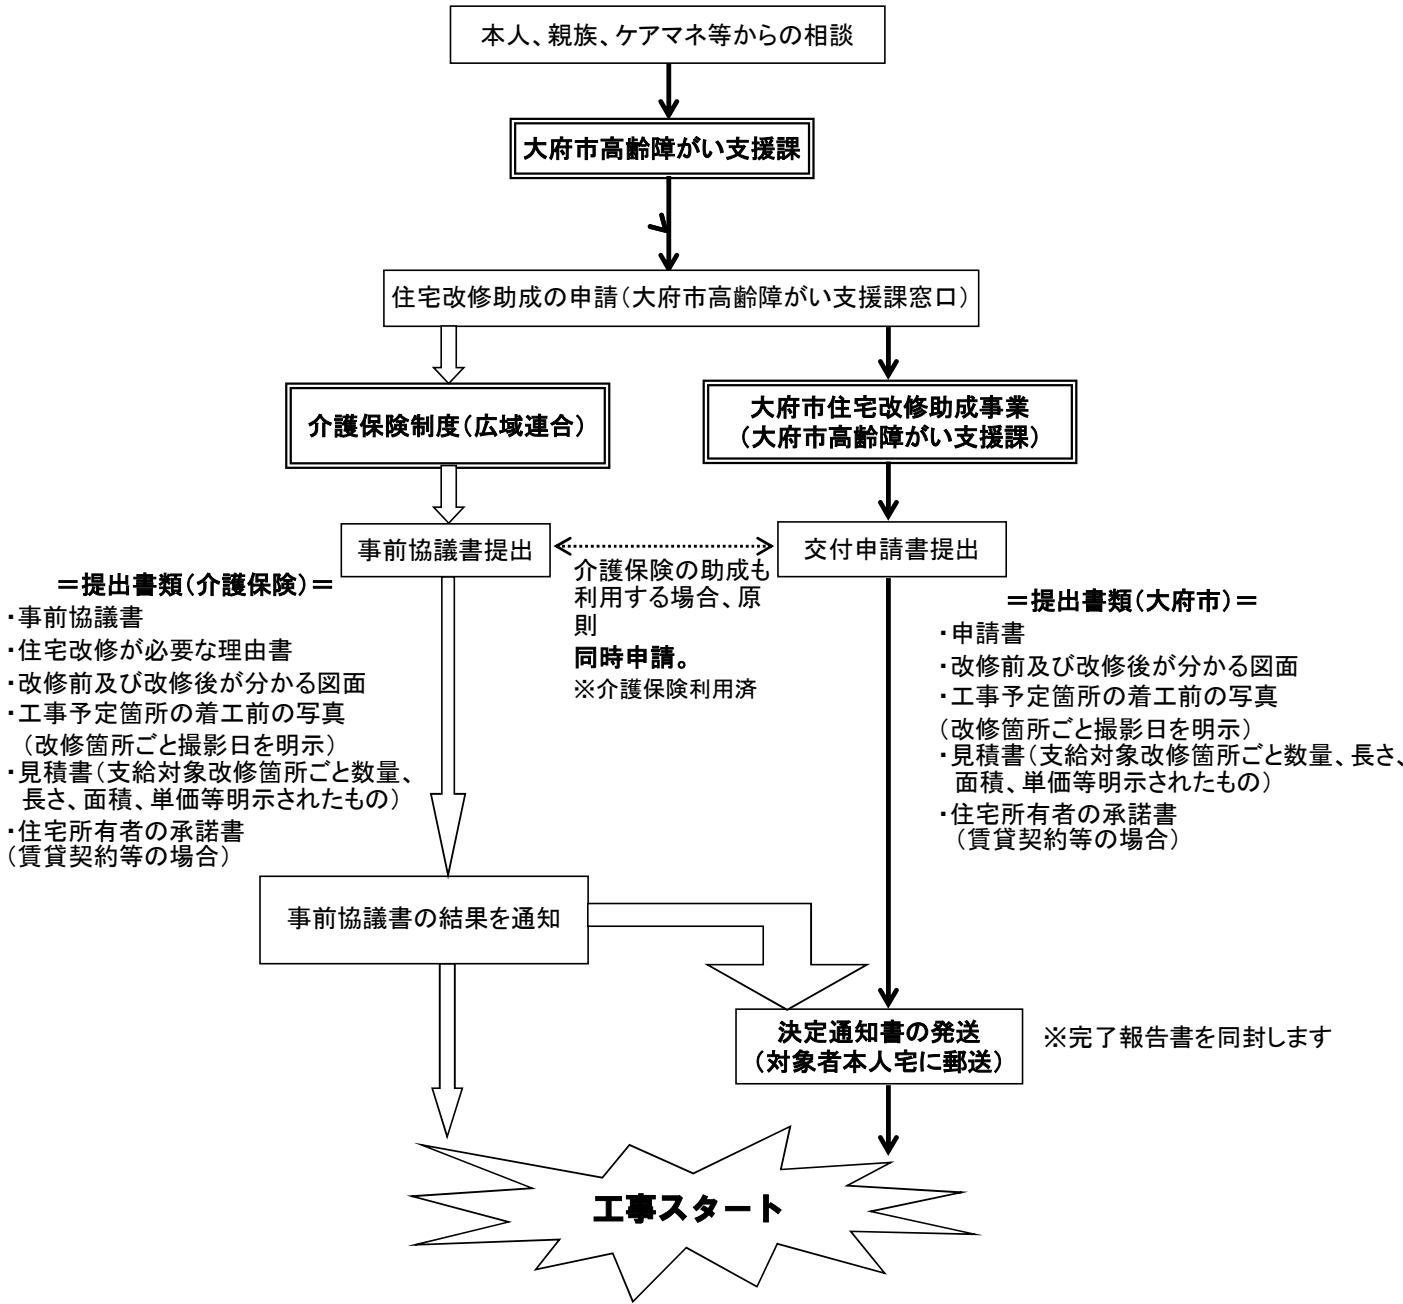 本人、親族、ケアマネ等からの相談
大府市高齢障がい支援課
住宅改修助成の申請(大府市高齢障がい支援課窓口)
介護保険制度(広域連合)
大府市住宅改修助成事業
(大府市高齢障がい支援課)
事前協議書提出
交付申請書提出
介護保険の助成も
利用する場合、原
則
同時申請。
※介護保険利用済
=提出書類(介護保険)=
・事前協議書
・住宅改修が必要な理由書
・改修前及び改修後が分かる図面
・工事予定箇所の着工前の写真
(改修箇所ごと撮影日を明示)
・見積書(支給対象改修箇所ごと数量、
長さ、面積、単価等明示されたもの)
・住宅所有者の承諾書
(賃貸契約等の場合)
=提出書類(大府市)=
・申請書
・改修前及び改修後が分かる図面
・工事予定箇所の着工前の写真
(改修箇所ごと撮影日を明示)
・見積書(支給対象改修箇所ごと数量、長さ、
面積、単価等明示されたもの)
・住宅所有者の承諾書
(賃貸契約等の場合)
事前協議書の結果を通知
決定通知書の発送
(対象者本人宅に郵送)
※完了報告書を同封します
工事スタート